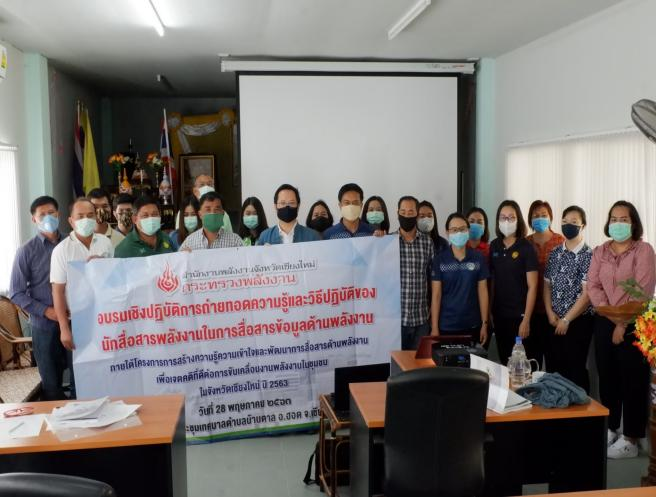 สำนักงานพลังงานจังหวัดเชียงใหม่
กระทรวงพลังงาน
อบรมเชิงปฏิบัติการถ่ายทอดความรู้และวิธีปฏิบัติของ
นักสื่อสารพลังงานในการสื่อสารข้อมูลด้านพลังงาน
ภายใต้โครงการการสร้างความรู้ความเข้าใจและพัฒนาการสื่อสารด้านพลังงาน
เพื่อเจตคติที่ดีต่อการขับเคลื่อนงานพลังงานในชุมชน
ในจังหวัดเชียงใหม่ ปี 2563
วันที่ 28 พฤษภาคม ๒๕๖๓
ประชุมเทศบาลตำบลบ้านตาล อ.ฮอด จ.เชี